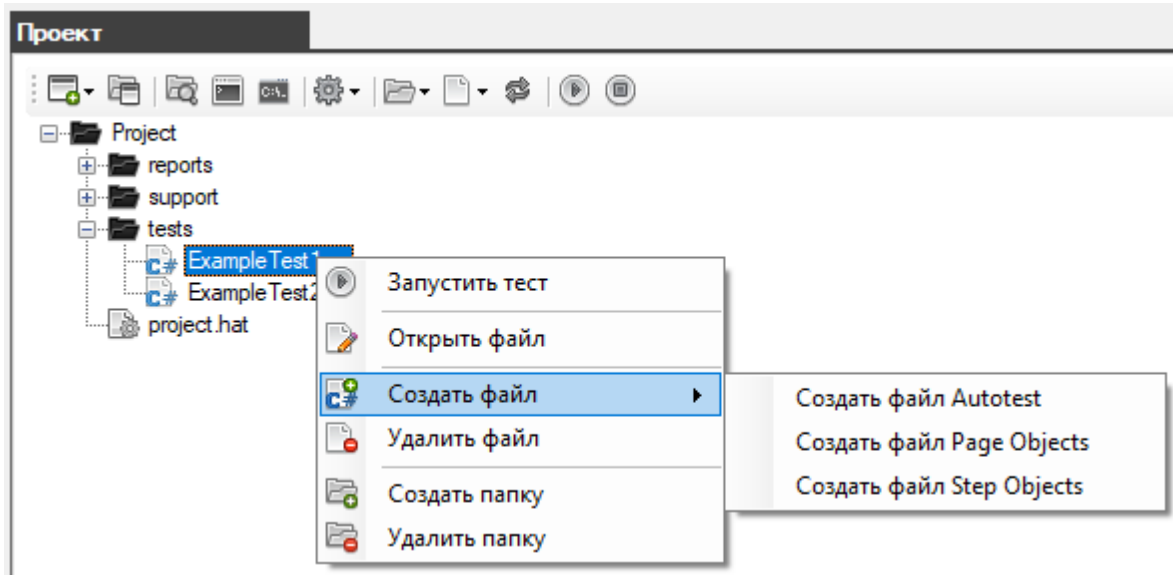 Проект
C:\.
Project
reports
support
tests
ExampleTest1
ExampleTest2
project.hat
Запустить тест
Открыть файл
Создать файл
Удалить файл
Создать папку
Удалить папку
Создать файл Autotest
Создать файл Page Objects
Создать файл Step Objects